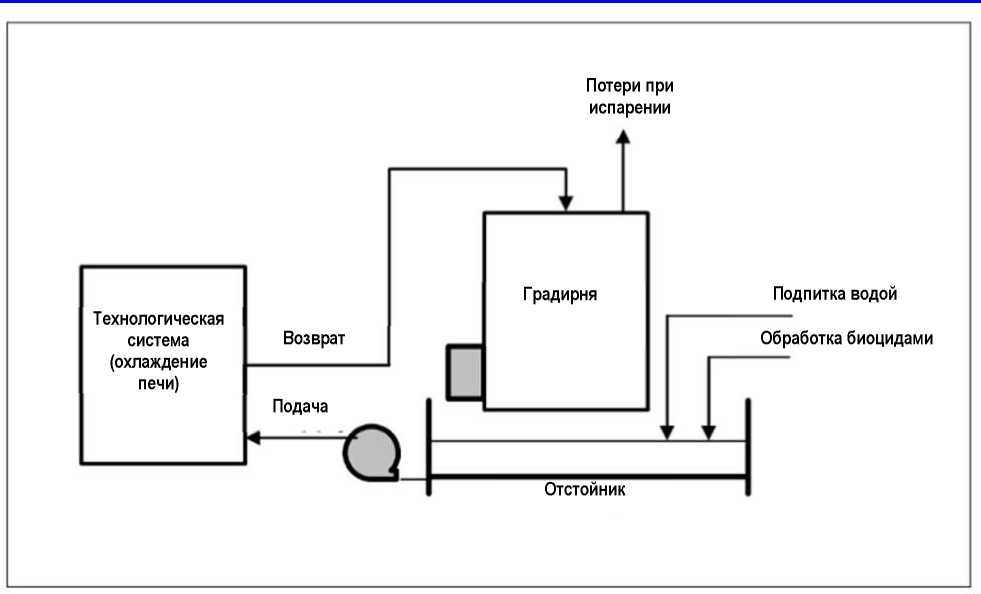 Потери при
испарении
Градирня
Подпитка водой
Обработка биоцидами
Технологическая
система
(охлаждение
печи)
Возврат
Подача
Отстойник